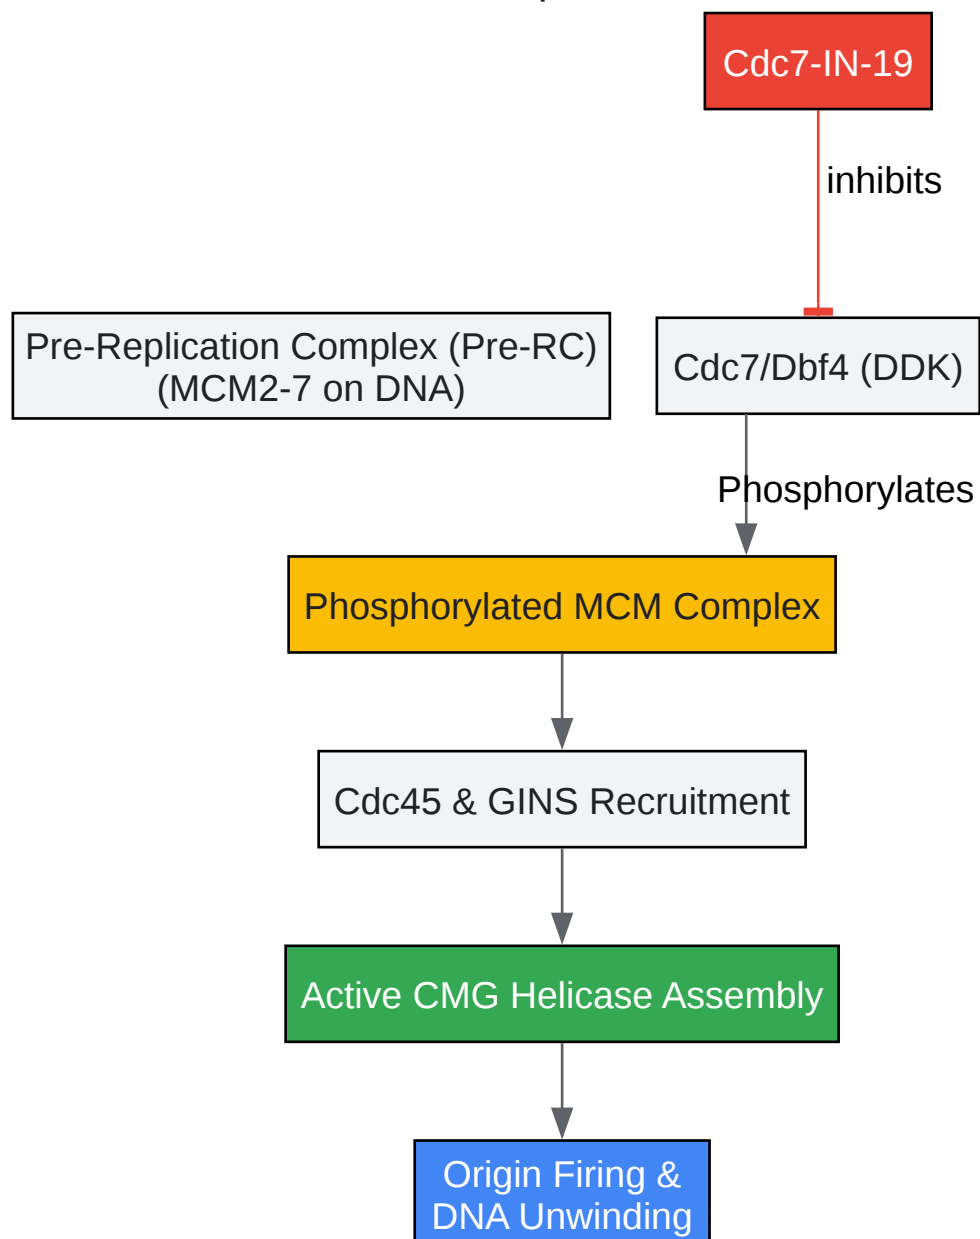 Cdc7-IN-19
inhibits
Pre-Replication Complex (Pre-RC)
(MCM2-7 on DNA)
Cdc7/Dbf4 (DDK)
Phosphorylates
Phosphorylated MCM Complex
Cdc45 & GINS Recruitment
Active CMG Helicase Assembly
Origin Firing &
DNA Unwinding